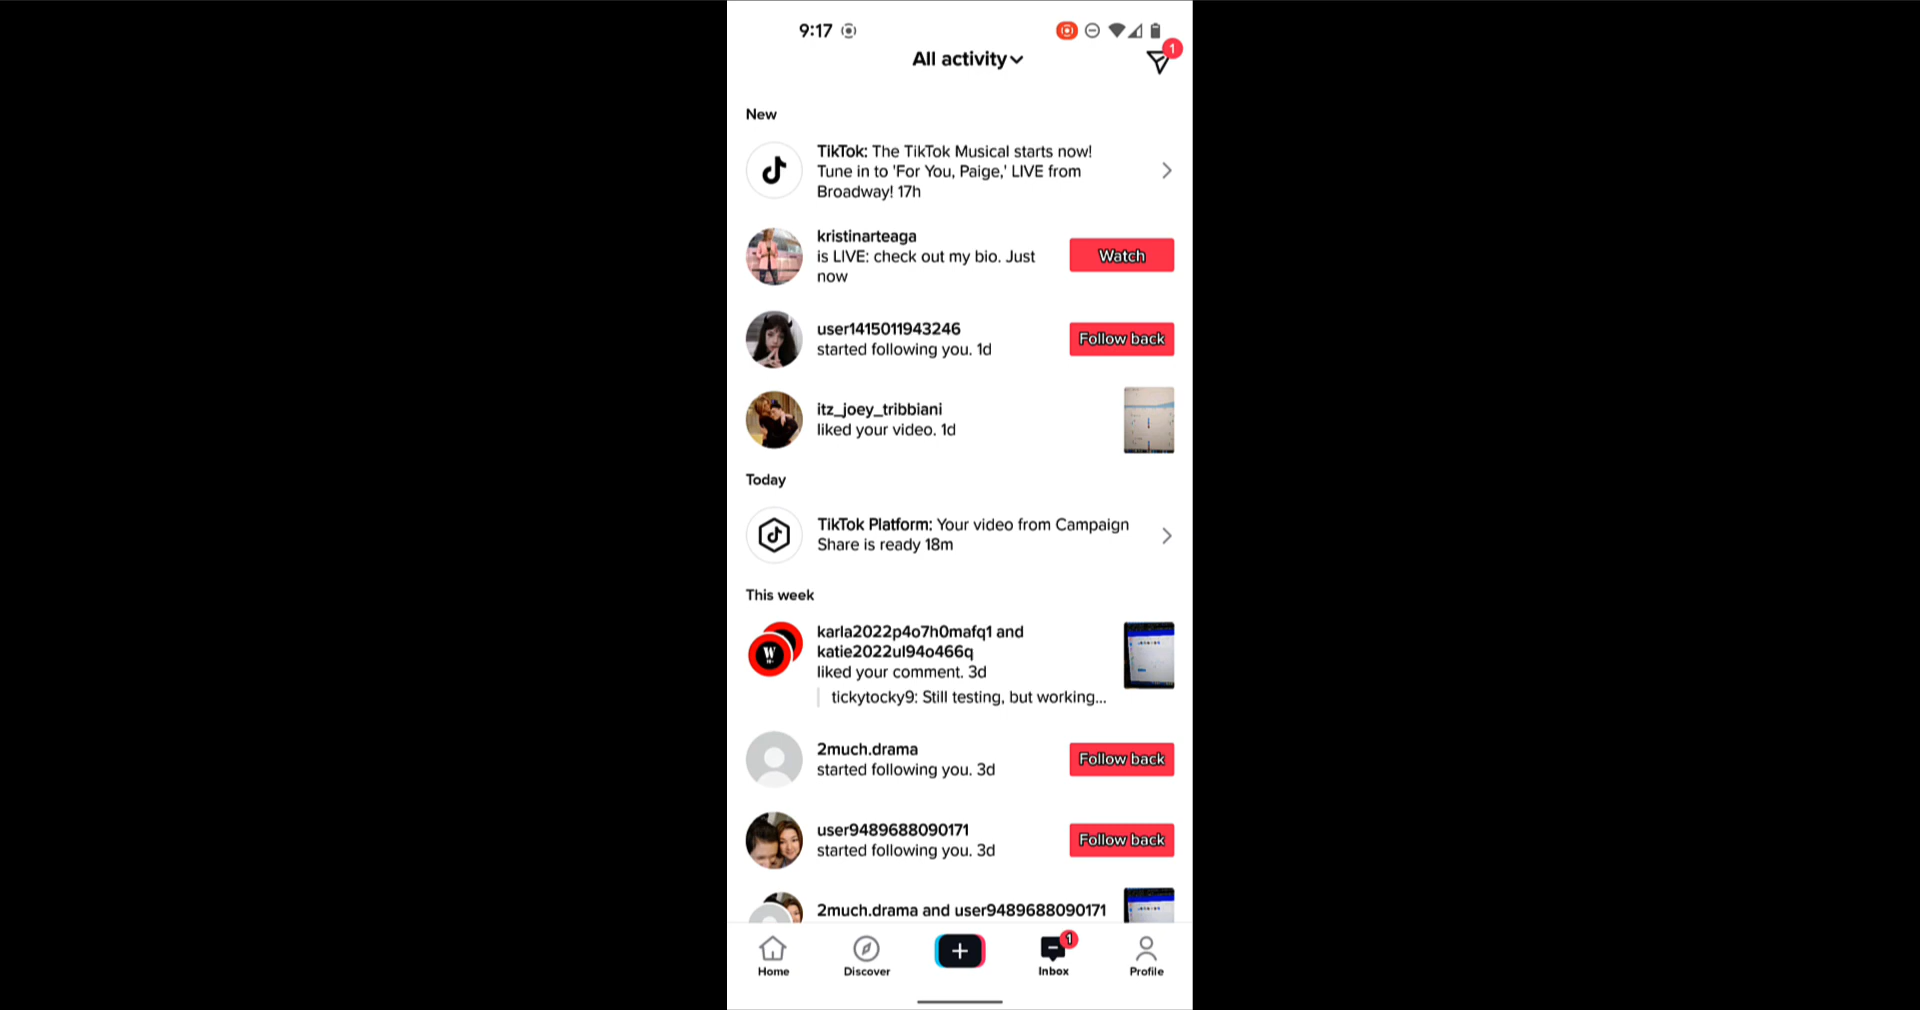 9:17
All activity
1
New
TikTok: The TikTok Musical starts now!
Tune in to 'For You, Paige,' LIVE from
Broadway! 17h
kristinarteaga
is LIVE: check out my bio. Just
now
Watch
user1415011943246
started following you. 1d
Follow back
itz_joey_tribbiani
liked your video. 1d
Today
TikTok Platform: Your video from Campaign
Share is ready 18m
This week
W
karla2022p4o7h0mafq1 and
katie2022ul94o466q
liked your comment. 3d
tickytocky9: Still testing, but working...
2much.drama
started following you. 3d
Follow back
user9489688090171
started following you. 3d
Follow back
2much.drama and user9489688090171
Home
Discover
1
Inbox
Profile